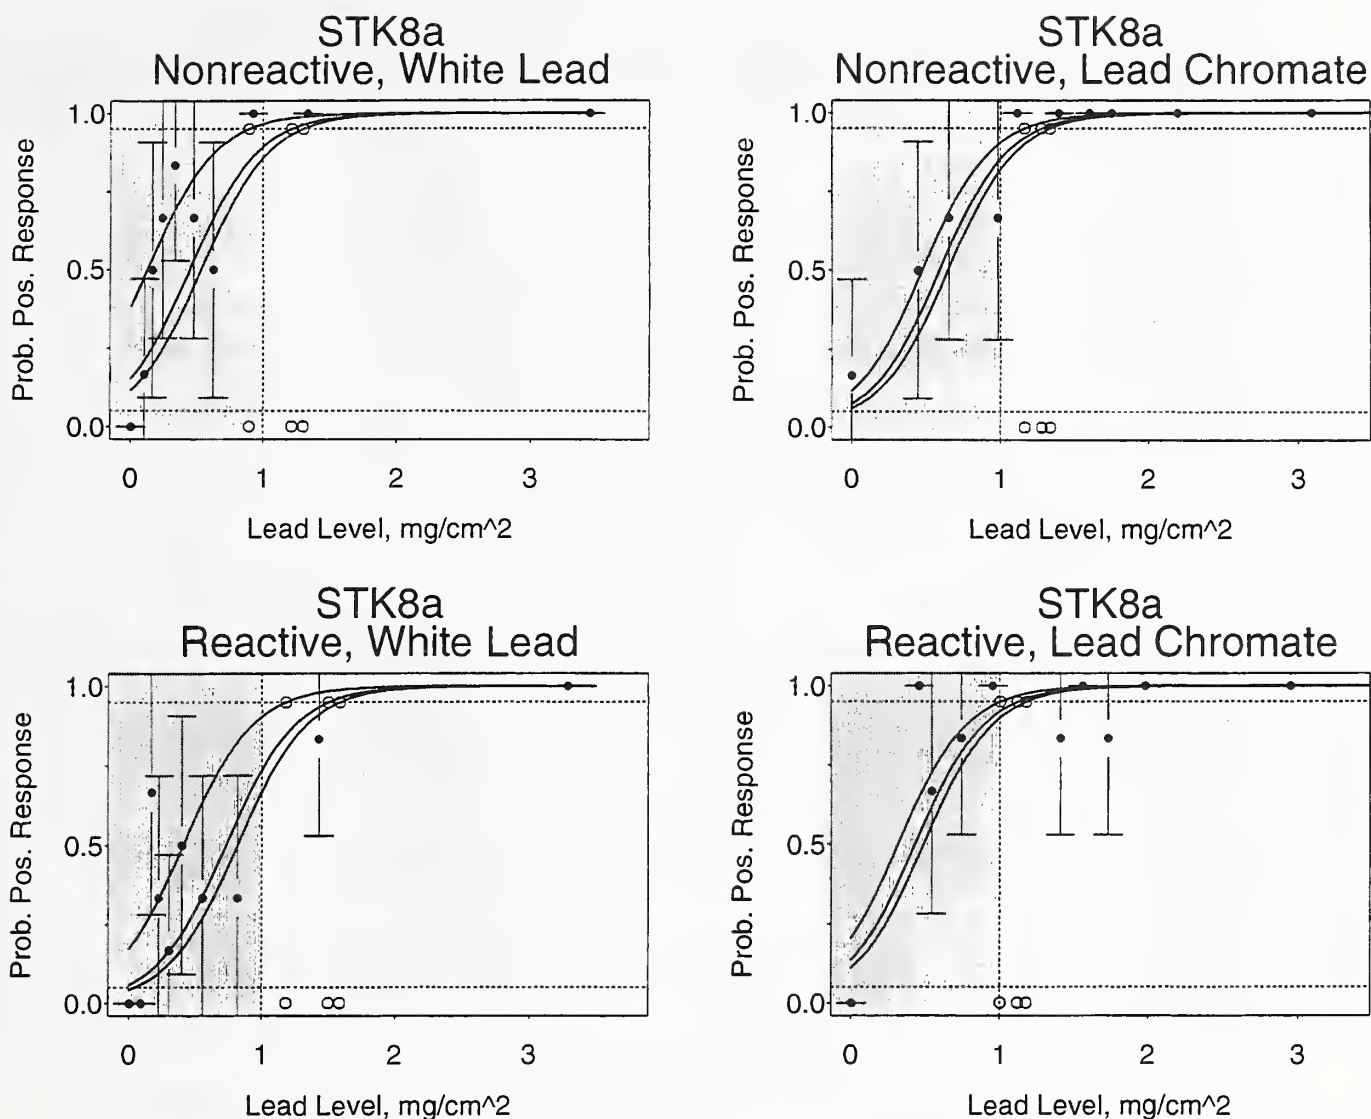 STK8a
Nonreactive, White Lead
1.0
0.5
0.0
Prob. Pos. Response
0 1 2 3
Lead Level, mg/cm^2
STK8a
Nonreactive, Lead Chromate
1.0
0.5
0.0
Prob. Pos. Response
0 1 2 3
Lead Level, mg/cm^2
STK8a
Reactive, White Lead
1.0
0.5
0.0
Prob. Pos. Response
0 1 2 3
Lead Level, mg/cm^2
STK8a
Reactive, Lead Chromate
1.0
0.5
0.0
Prob. Pos. Response
0 1 2 3
Lead Level, mg/cm^2